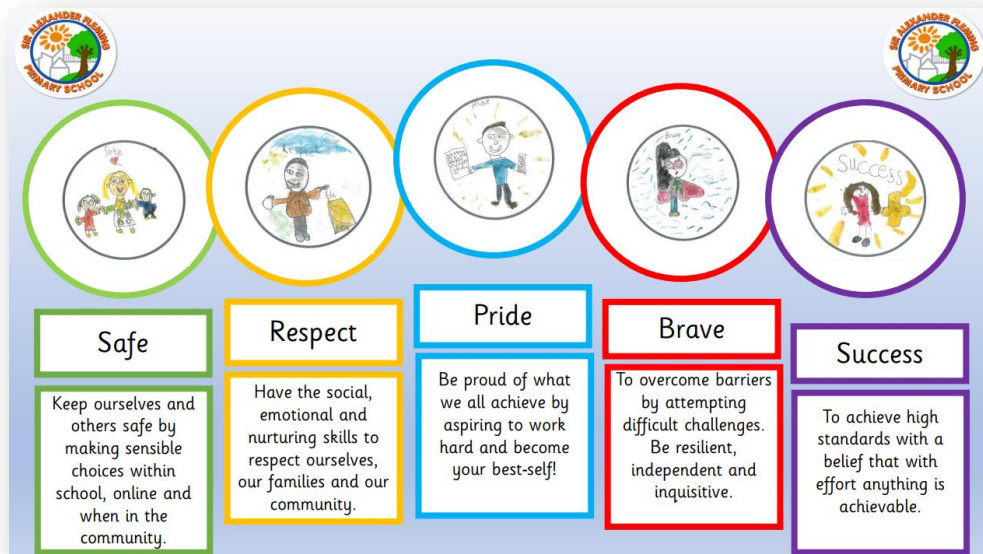 SIR ALEXANDER FLEMING
PRIMARY SCHOOL
SIR ALEXANDER FLEMING
PRIMARY SCHOOL
Safe
Respect
Pride
Brave
Success
Safe
Keep ourselves and
others safe by
making sensible
choices within
school, online and
when in the
community.
Respect
Have the social,
emotional and
nurturing skills to
respect ourselves,
our families and our
community.
Pride
Be proud of what
we all achieve by
aspiring to work
hard and become
your best-self!
Brave
To overcome barriers
by attempting
difficult challenges.
Be resilient,
independent and
inquisitive.
Success
To achieve high
standards with a
belief that with
effort anything is
achievable.